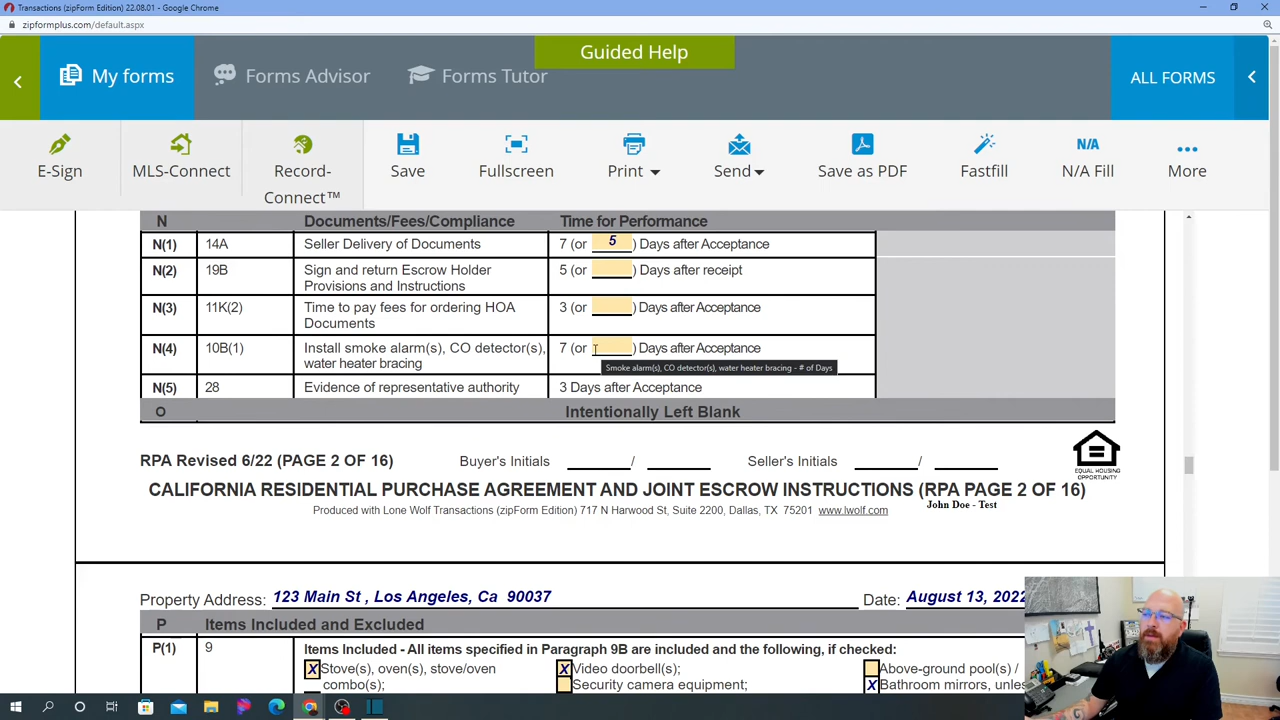 Transactions (zipForm Edition) 22.08.01 - Google Chrome
zipformplus.com/default.aspx
Guided Help
My forms
Forms Advisor
Forms Tutor
ALL FORMS
E-Sign
MLS-Connect
Record-
Connect™
Save
Fullscreen
Print
Send
Save as PDF
N/A
Fastfill
N/A Fill
More
N Documents/Fees/Compliance Time for Performance
N(1) 14A Seller Delivery of Documents 7 (or 5 ) Days after Acceptance
N(2) 19B Sign and return Escrow Holder 5 (or ) Days after receipt
Provisions and Instructions
N(3) 11K(2) Time to pay fees for ordering HOA 3 (or ) Days after Acceptance
Documents
N(4) 10B(1) Install smoke alarm(s), CO detector(s), 7 (or ) Days after Acceptance
water heater bracing
Smoke alarm(s), CO detector(s), water heater bracing - # of Days
N(5) 28 Evidence of representative authority 3 Days after Acceptance
O Intentionally Left Blank
RPA Revised 6/22 (PAGE 2 OF 16) Buyer's Initials / Seller's Initials /
EQUAL HOUSING
OPPORTUNITY
CALIFORNIA RESIDENTIAL PURCHASE AGREEMENT AND JOINT ESCROW INSTRUCTIONS (RPA PAGE 2 OF 16)
Produced with Lone Wolf Transactions (zipForm Edition) 717 N Harwood St, Suite 2200, Dallas, TX 75201 www.lwolf.com
John Doe - Test
Property Address: 123 Main St , Los Angeles, Ca 90037 Date: August 13, 2022
P Items Included and Excluded
P(1) 9 Items Included - All items specified in Paragraph 9B are included and the following, if checked:
X Stove(s), oven(s), stove/oven X Video doorbell(s); Above-ground pool(s) /
combo(s); Security camera equipment; X Bathroom mirrors, unles